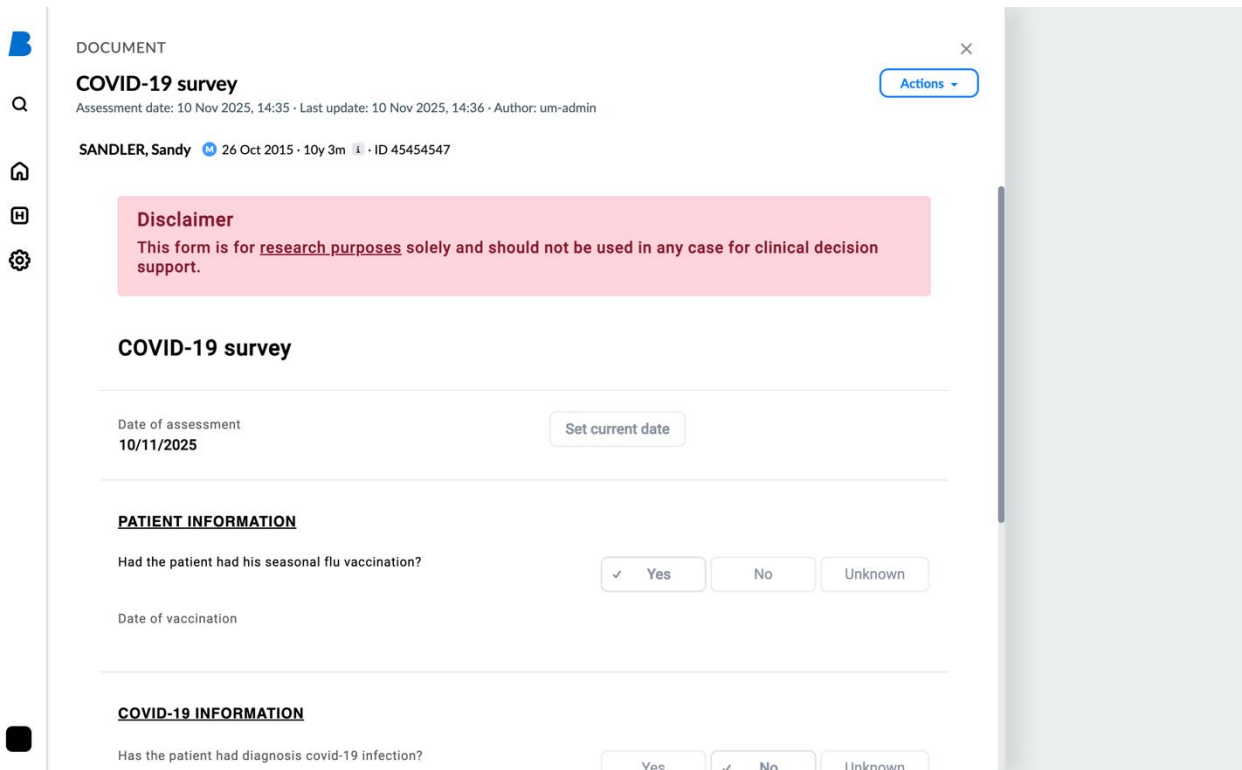 DOCUMENT
COVID-19 survey
Actions
Assessment date: 10 Nov 2025, 14:35 · Last update: 10 Nov 2025, 14:36 · Author: um-admin
SANDLER, Sandy M 26 Oct 2015 · 10y 3m i · ID 45454547
Disclaimer
This form is for research purposes solely and should not be used in any case for clinical decision
support.
COVID-19 survey
Date of assessment
10/11/2025
Set current date
PATIENT INFORMATION
Had the patient had his seasonal flu vaccination?
✓ Yes No Unknown
Date of vaccination
COVID-19 INFORMATION
Has the patient had diagnosis covid-19 infection?
Yes ✓ No Unknown